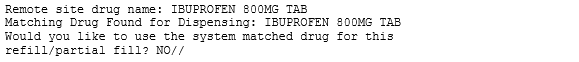 Remote site drug name: IBUPROFEN 800MG TAB
Matching Drug Found for Dispensing: IBUPROFEN 800MG TAB
Would you like to use the system matched drug for this
refill/partial fill? NO//